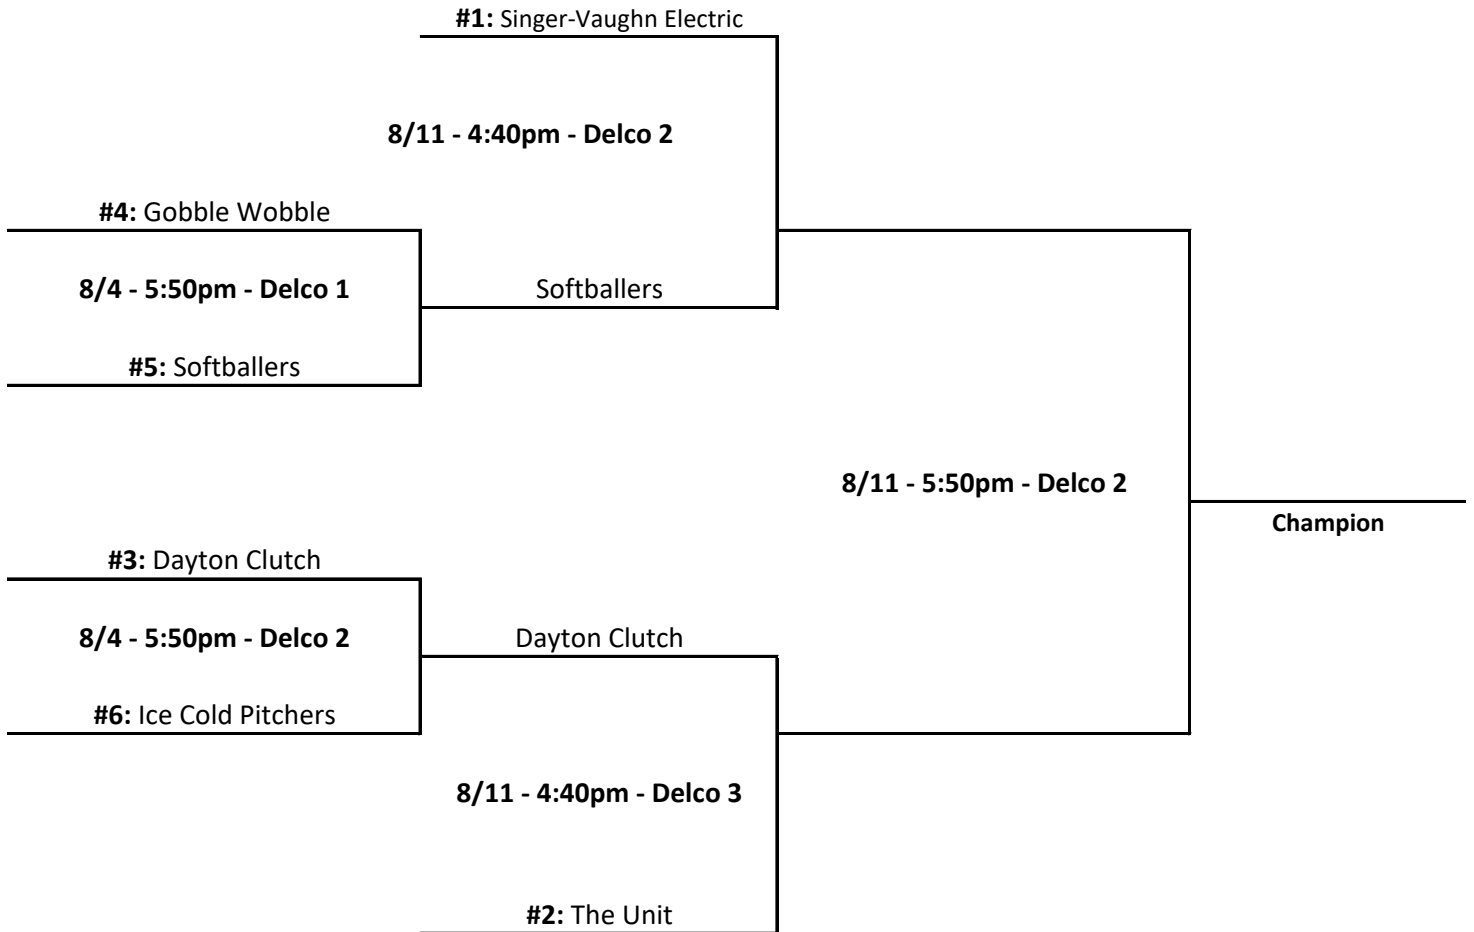 #1: Singer-Vaughn Electric
8/11 - 4:40pm - Delco 2
#4: Gobble Wobble
8/4 - 5:50pm - Delco 1
Softballers
#5: Softballers
8/11 - 5:50pm - Delco 2
Champion
#3: Dayton Clutch
8/4 - 5:50pm - Delco 2
Dayton Clutch
#6: Ice Cold Pitchers
8/11 - 4:40pm - Delco 3
#2: The Unit